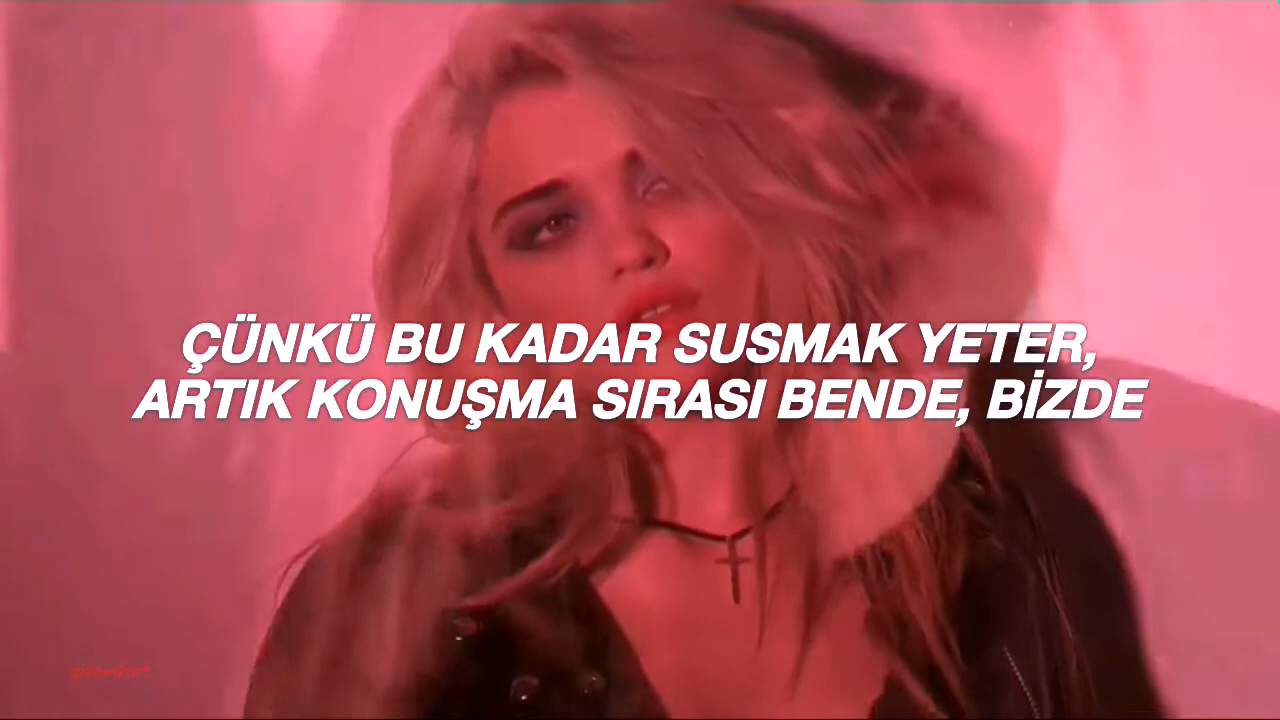 ÇÜNKÜ BU KADAR SUSMAK YETER,
ARTIK KONUŞMA SIRASI BENDE, BİZDE